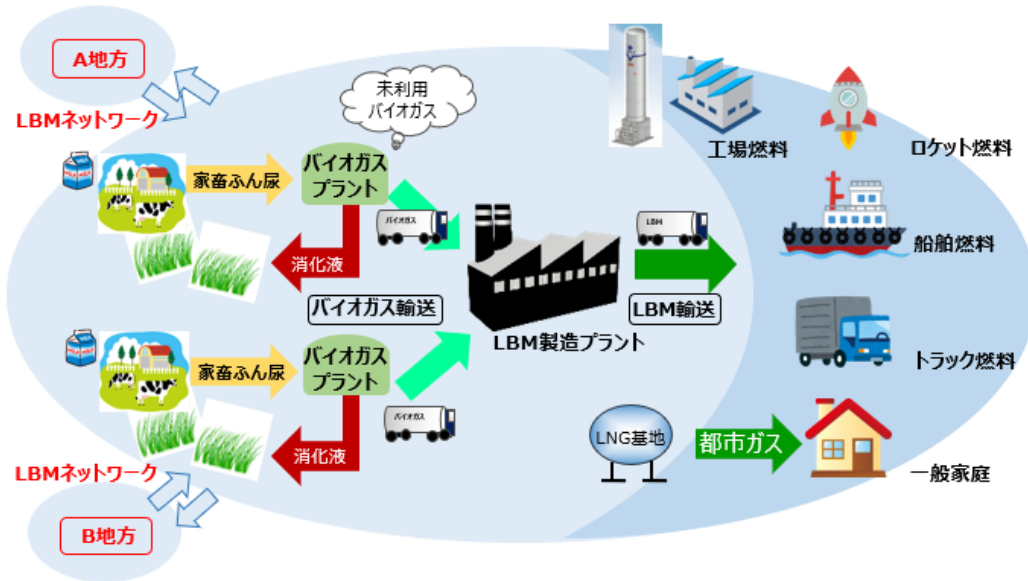 A地方
LBMネットワーク
未利用
バイオガス
家畜ふん尿
バイオガス
プラント
バイオガス
消化液
バイオガス輸送
LBM製造プラント
LBM
LBM輸送
工場燃料
ロケット燃料
船舶燃料
トラック燃料
家畜ふん尿
バイオガス
プラント
バイオガス
消化液
LNG基地
都市ガス
一般家庭
LBMネットワーク
B地方